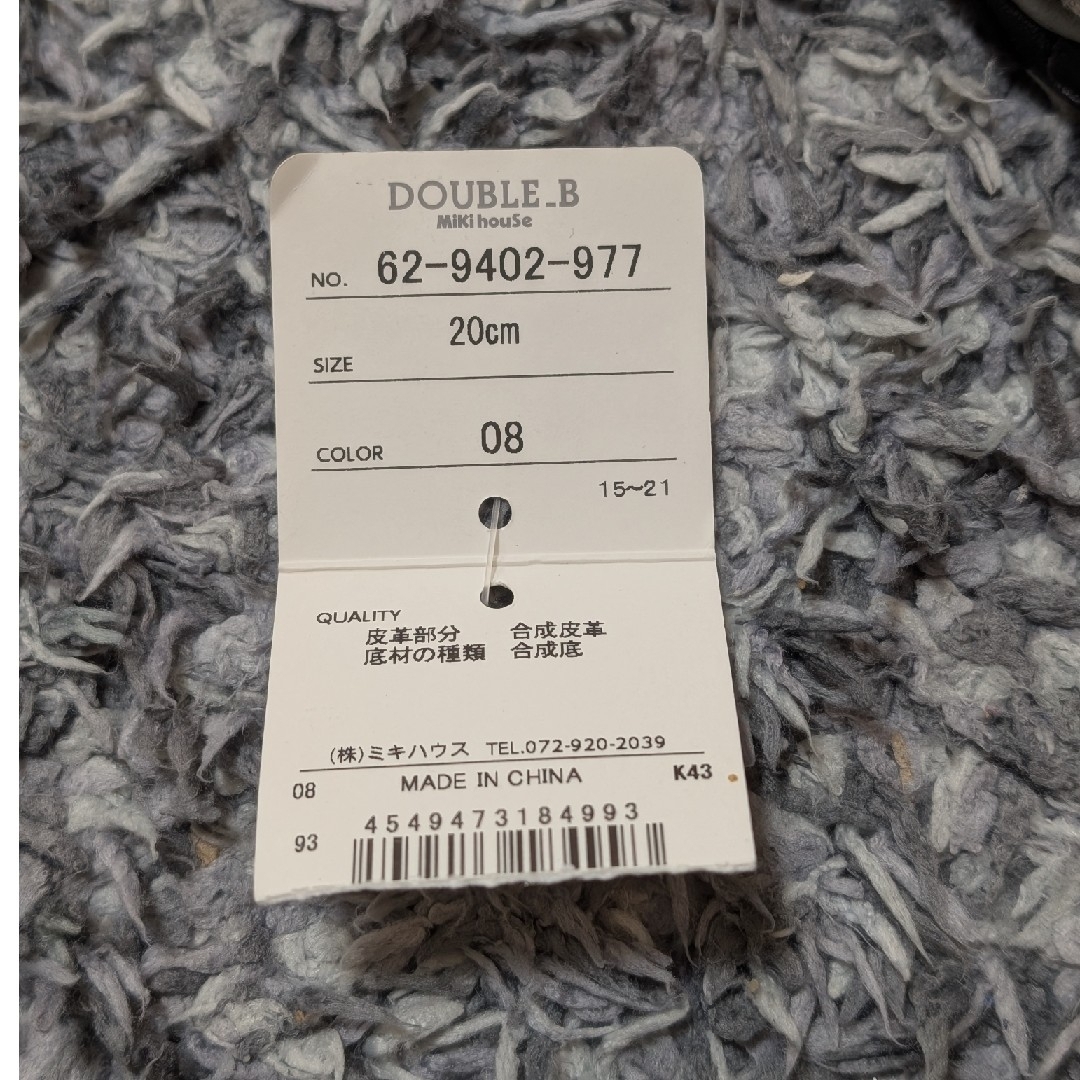 DOUBLE_B
MiKi houSe
NO. 62-9402-977
20cm
SIZE
COLOR 08
15~21
QUALITY
皮革部分 合成皮革
底材の種類 合成底
(株)ミキハウス TEL.072-920-2039
08 MADE IN CHINA K43
93 4549473184993